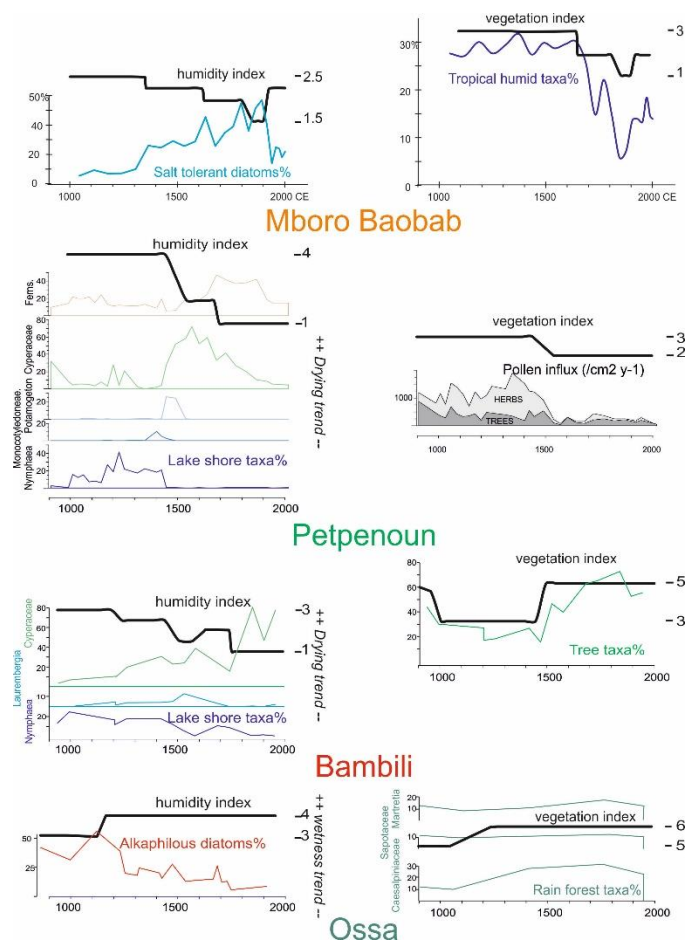 vegetation index
3
humidity index
2.5
30%
1
50%
1.5
Tropical humid taxa%
40
20
20
10
Salt tolerant diatoms%
0
0
1000
1500
2000 CE
1000
1500
2000 CE
Mboro Baobab
humidity index
4
Ferns.
40
20
1
Cyperaceae
60
40
20
0
++ Drying trend --
vegetation index
3
2
Pollen influx (/cm2 y-1)
1000
HERBS
TREES
1000
1500
2000
Potamogeton
20
Monocotyledoneae.
20
Nymphaea
40
20
0
Lake shore taxa%
1000
1500
2000
Petpenoun
vegetation index
80
5
60
40
3
20
Tree taxa%
1000
1500
2000
humidity index
Cyperaceae
80
60
40
20
3
1
++ Drying trend --
Laurembergia
10
Nymphaea
20
Lake shore taxa%
1000
1500
2000
Bambili
humidity index
4
3
50
25
Alkaphilous diatoms%
++ wetness trend --
1000
1500
2000
Martretia
20
10
vegetation index
6
Sapotaceae
10
5
Caesalpiniaceae
30
20
10
Rain forest taxa%
1000
1500
2000
Ossa